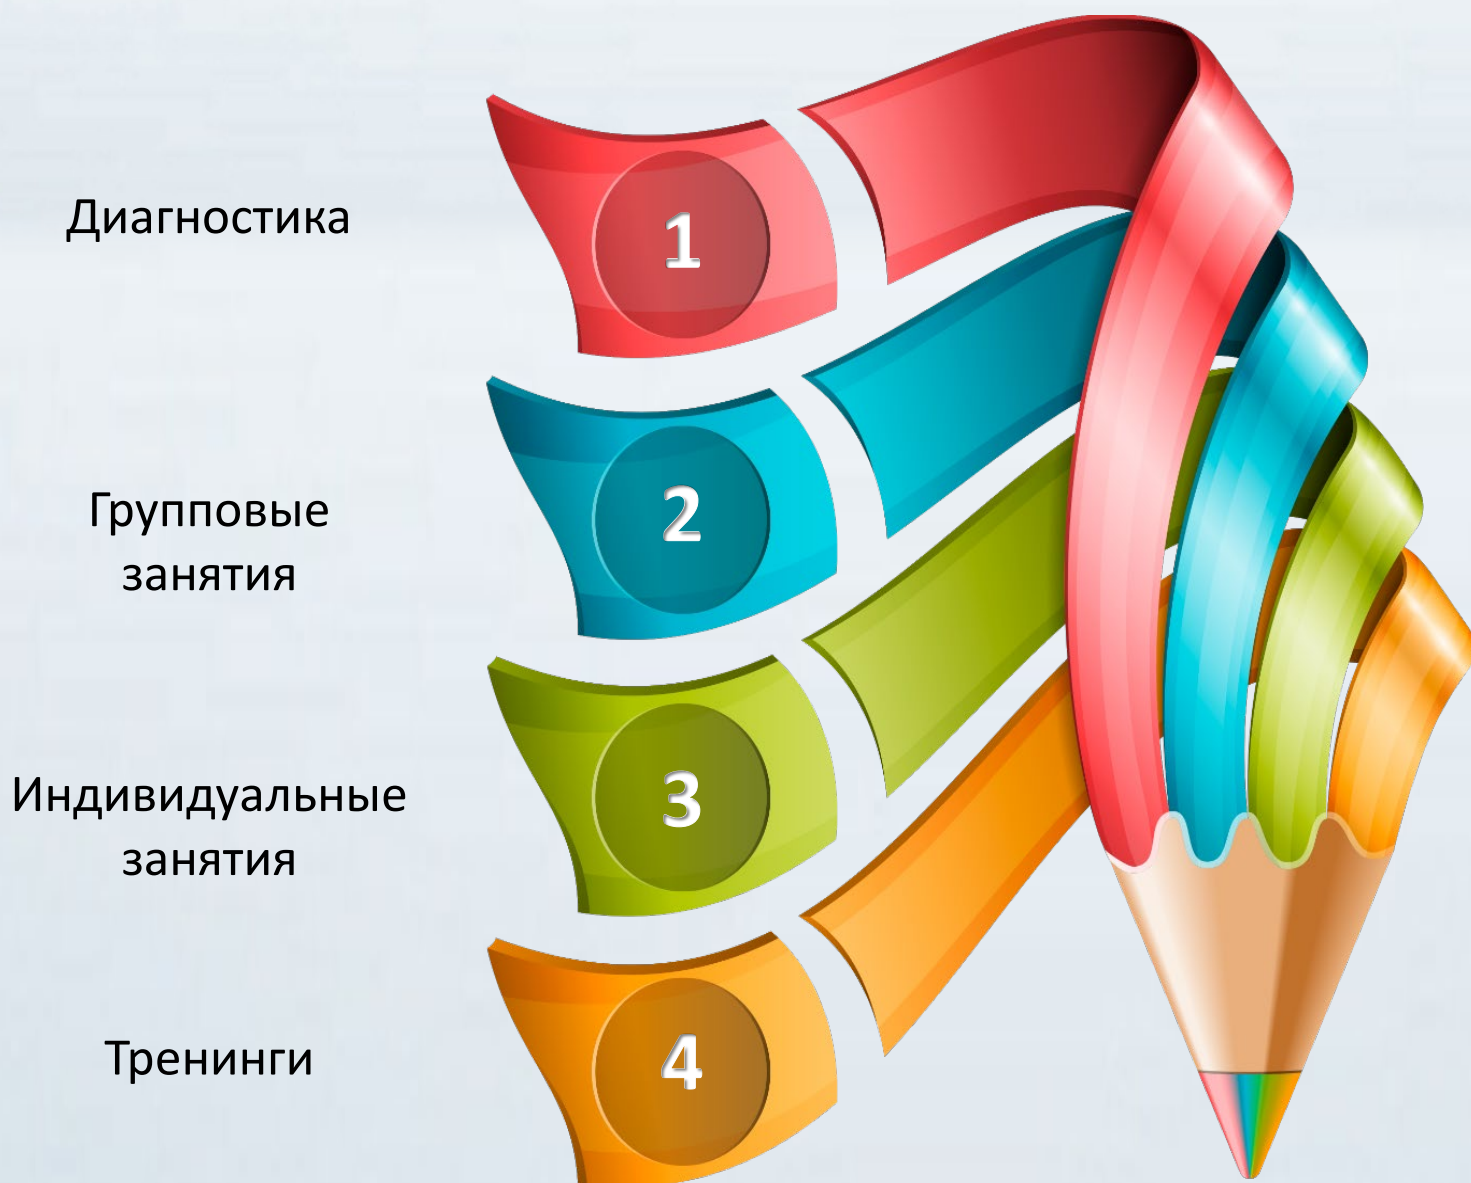 Диагностика
1
Групповые
занятия
2
Индивидуальные
занятия
3
Тренинги
4